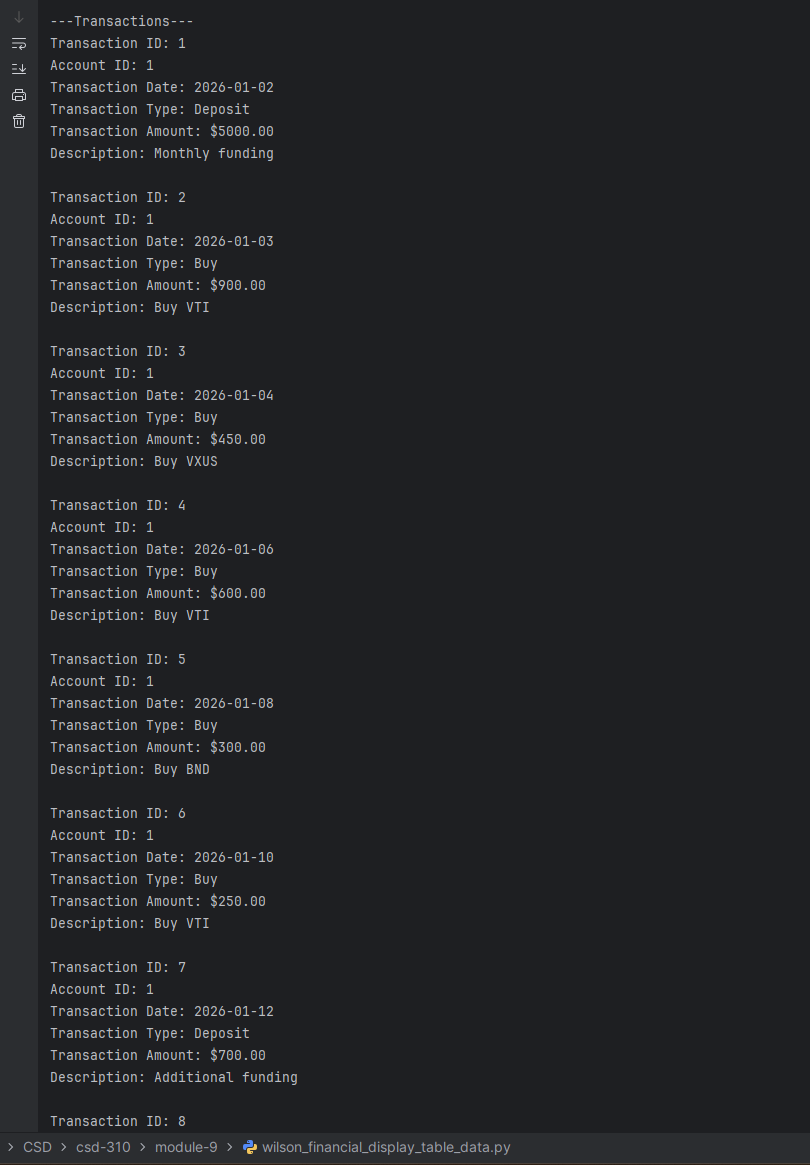 ---Transactions---
Transaction ID: 1
Account ID: 1
Transaction Date: 2026-01-02
Transaction Type: Deposit
Transaction Amount: $5000.00
Description: Monthly funding

Transaction ID: 2
Account ID: 1
Transaction Date: 2026-01-03
Transaction Type: Buy
Transaction Amount: $900.00
Description: Buy VTI

Transaction ID: 3
Account ID: 1
Transaction Date: 2026-01-04
Transaction Type: Buy
Transaction Amount: $450.00
Description: Buy VXUS

Transaction ID: 4
Account ID: 1
Transaction Date: 2026-01-06
Transaction Type: Buy
Transaction Amount: $600.00
Description: Buy VTI

Transaction ID: 5
Account ID: 1
Transaction Date: 2026-01-08
Transaction Type: Buy
Transaction Amount: $300.00
Description: Buy BND

Transaction ID: 6
Account ID: 1
Transaction Date: 2026-01-10
Transaction Type: Buy
Transaction Amount: $250.00
Description: Buy VTI

Transaction ID: 7
Account ID: 1
Transaction Date: 2026-01-12
Transaction Type: Deposit
Transaction Amount: $700.00
Description: Additional funding

Transaction ID: 8
> CSD > csd-310 > module-9 > wilson_financial_display_table_data.py